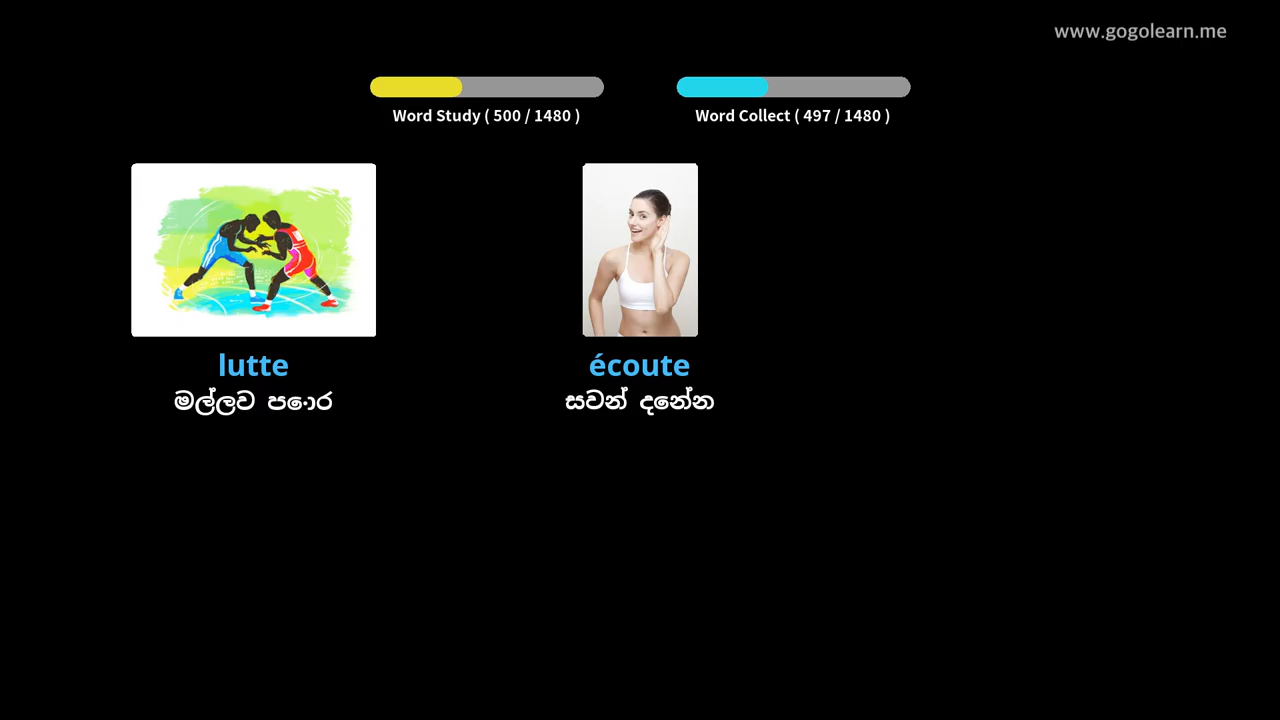 www.gogolearn.me
Word Study ( 500 / 1480 )
Word Collect ( 497 / 1480 )
lutte
මල්ලව පොර
écoute
සවන් දෙන්න